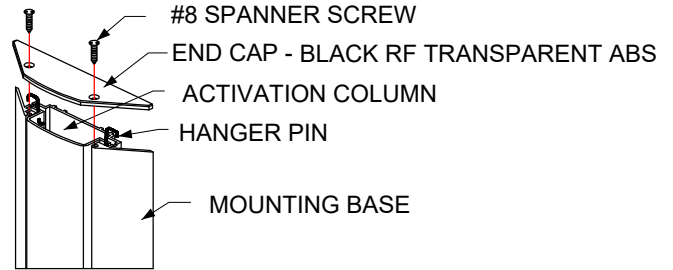 #8 SPANNER SCREW
END CAP - BLACK RF TRANSPARENT ABS
ACTIVATION COLUMN
HANGER PIN
MOUNTING BASE